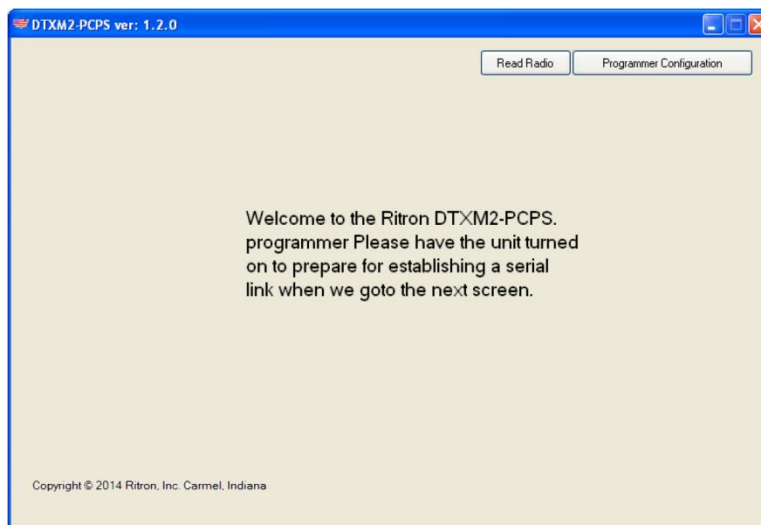 DTXM2-PCPS ver: 1.2.0
Read Radio
Programmer Configuration
Welcome to the Ritron DTXM2-PCPS.
programmer Please have the unit turned
on to prepare for establishing a serial
link when we goto the next screen.
Copyright © 2014 Ritron, Inc. Carmel, Indiana